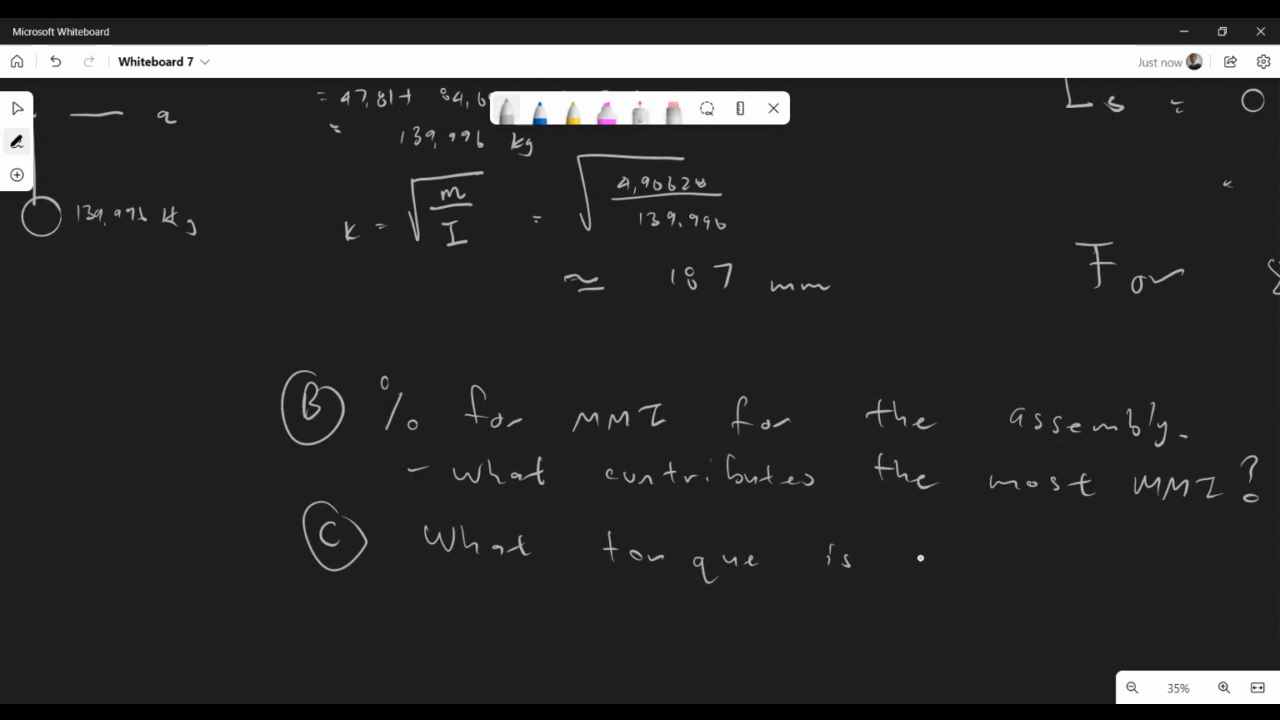 Microsoft Whiteboard
Whiteboard 7
Just now
a
= 47,81+
Ls =
= 139,996 kg
139,996 kg
K = √ m / I = √ 4,90628 / 139,996
≈ 187 mm
For
B % for MMI for the assembly.
- what contributes the most MMI?
C What torque is
35%